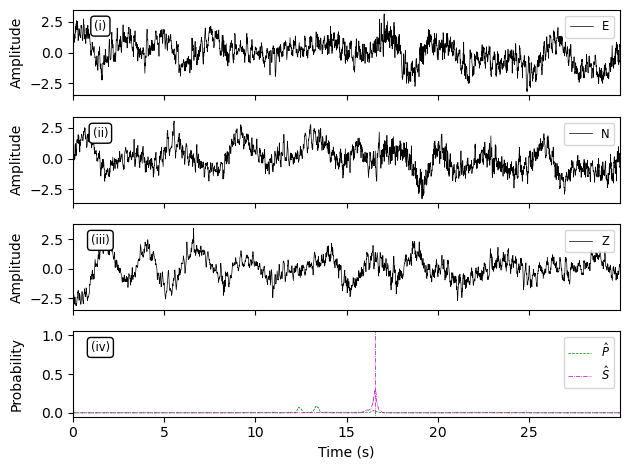 (i)
E
Amplitude
2.5
0.0
−2.5
(ii)
N
Amplitude
2.5
0.0
−2.5
(iii)
Z
Amplitude
2.5
0.0
−2.5
(iv)
P̂
Ŝ
Probability
1.0
0.5
0.0
0 5 10 15 20 25
Time (s)